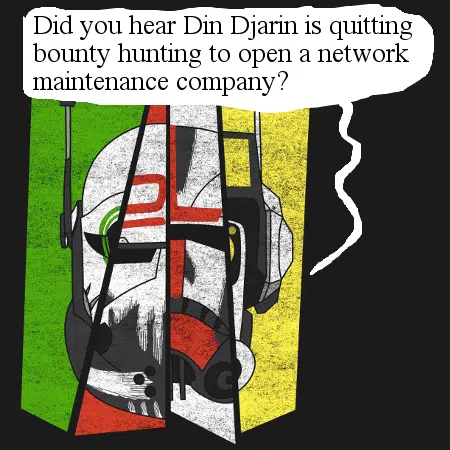 Did you hear Din Djarin is quitting
bounty hunting to open a network
maintenance company?